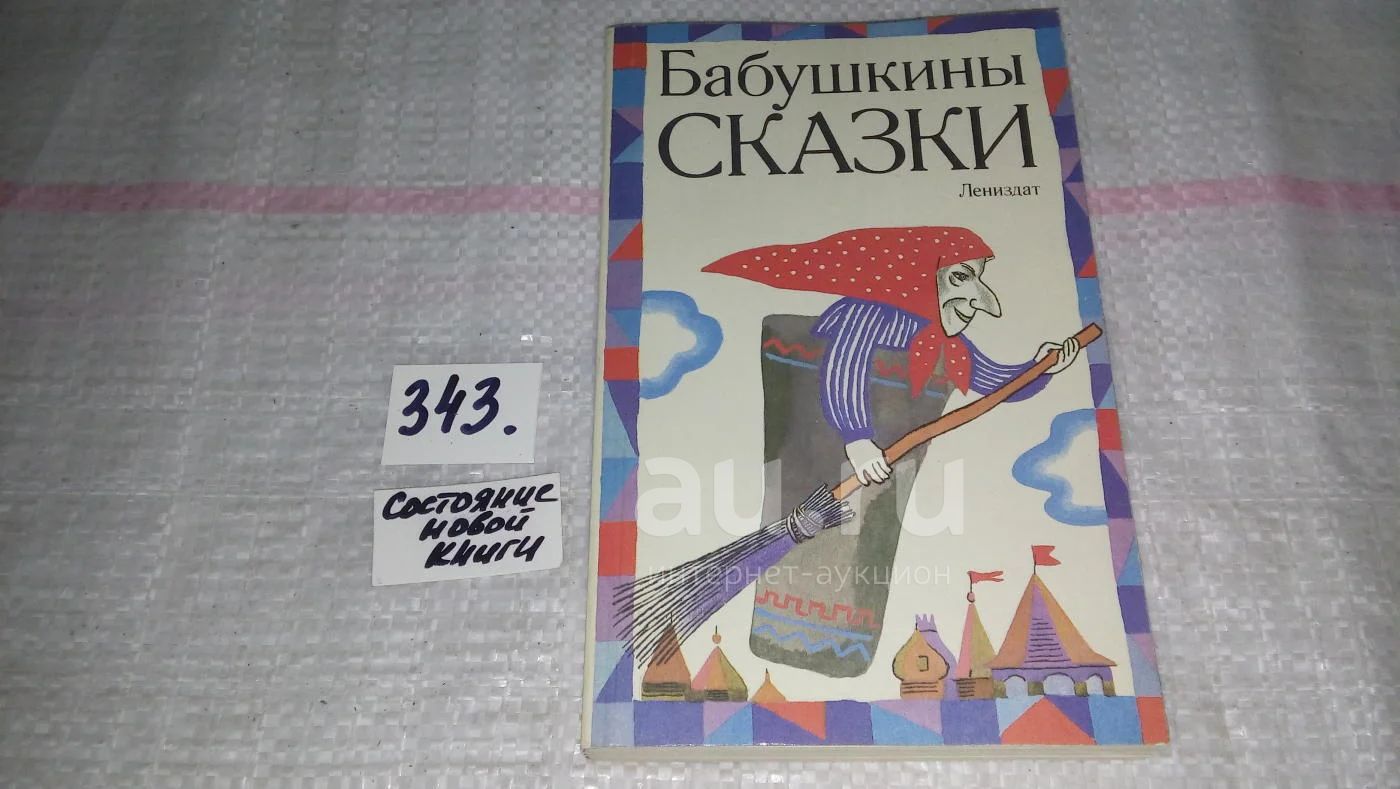 Бабушкины
СКАЗКИ
Лениздат
343.
Состояние
новой
книги
au.ru
интернет-аукцион